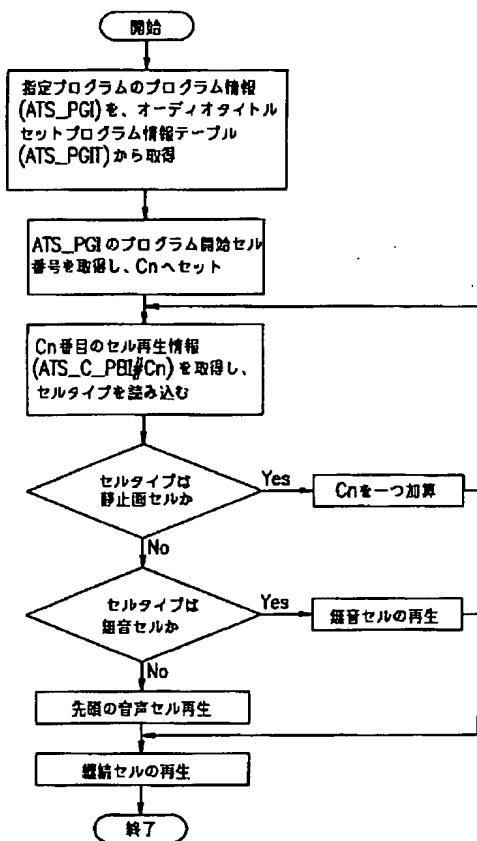 開始
指定プログラムのプログラム情報
(ATS_PGI)を、オーディオタイトル
セットプログラム情報テーブル
(ATS_PGIT)から取得
ATS_PGIのプログラム開始セル
番号を取得し、Cnへセット
Cn番目のセル再生情報
(ATS_C_PBI#Cn)を取得し、
セルタイプを読み込む
セルタイプは
静止画セルか
Yes
Cnを一つ加算
No
セルタイプは
無音セルか
Yes
無音セルの再生
No
先頭の音声セル再生
継続セルの再生
終了